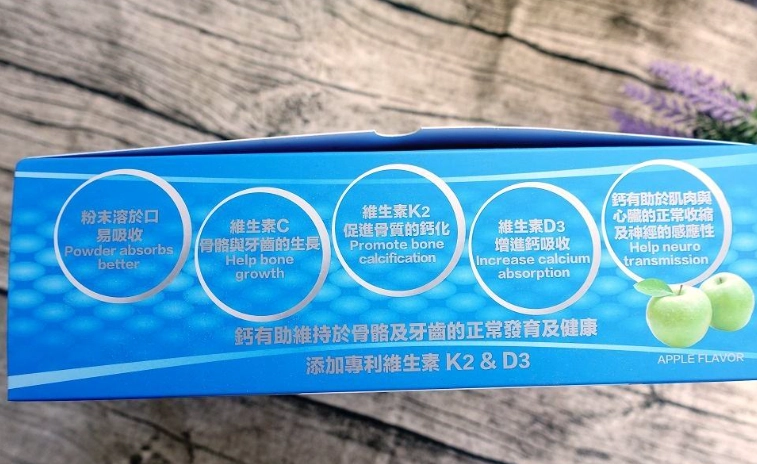 粉末溶於口
易吸收
Powder absorbs
better
維生素C
骨骼與牙齒的生長
Help bone
growth
維生素K2
促進骨質的鈣化
Promote bone
calcification
維生素D3
增進鈣吸收
Increase calcium
absorption
鈣有助於肌肉與
心臟的正常收縮
及神經的感應性
Help neuro
transmission
鈣有助維持於骨骼及牙齒的正常發育及健康
添加專利維生素 K2 & D3
APPLE FLAVOR